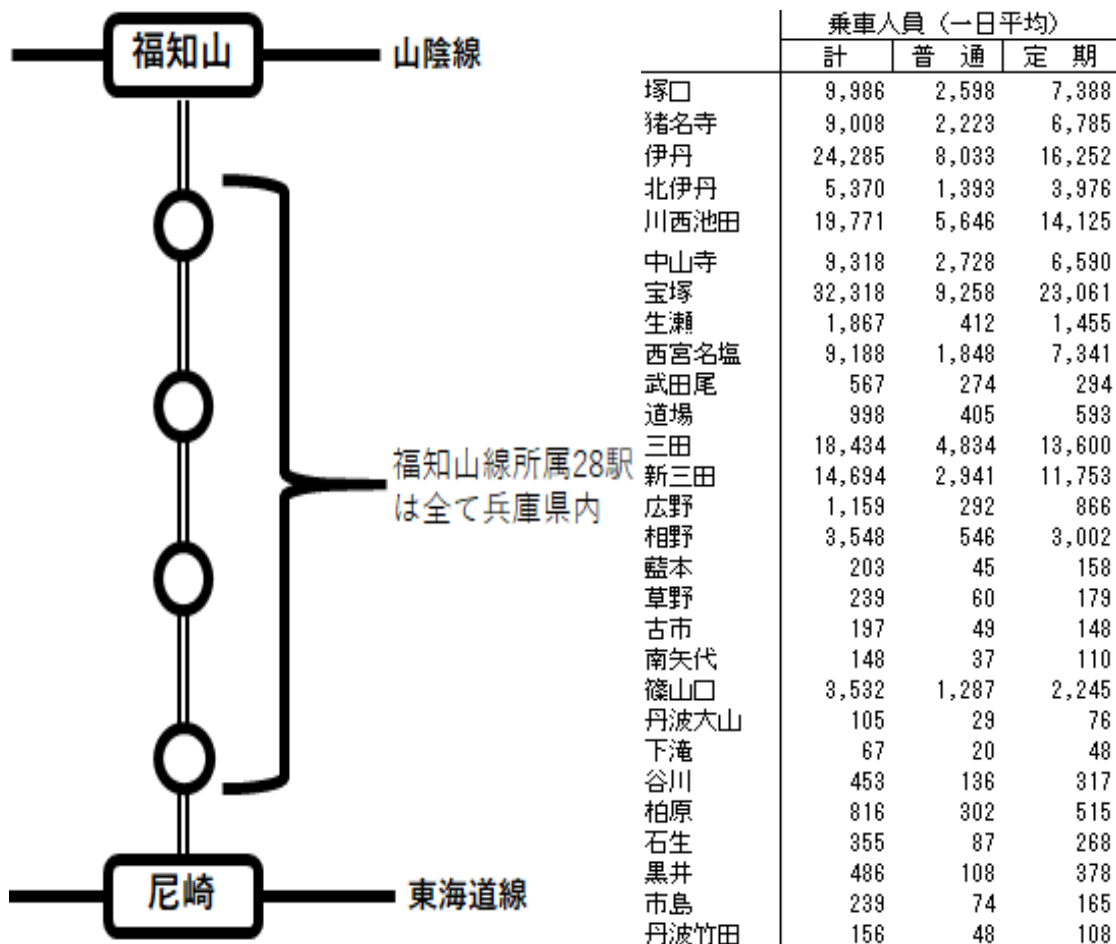 福知山
山陰線
福知山線所属28駅
は全て兵庫県内
尼崎
東海道線
乗車人員（一日平均）
計 普 通 定 期
塚口 9,986 2,598 7,388
猪名寺 9,008 2,223 6,785
伊丹 24,285 8,033 16,252
北伊丹 5,370 1,393 3,976
川西池田 19,771 5,646 14,125
中山寺 9,318 2,728 6,590
宝塚 32,318 9,258 23,061
生瀬 1,867 412 1,455
西宮名塩 9,188 1,848 7,341
武田尾 567 274 294
道場 998 405 593
三田 18,434 4,834 13,600
新三田 14,694 2,941 11,753
広野 1,159 292 866
相野 3,548 546 3,002
藍本 203 45 158
草野 239 60 179
古市 197 49 148
南矢代 148 37 110
篠山口 3,532 1,287 2,245
丹波大山 105 29 76
下滝 67 20 48
谷川 453 136 317
柏原 816 302 515
石生 355 87 268
黒井 486 108 378
市島 239 74 165
丹波竹田 156 48 108